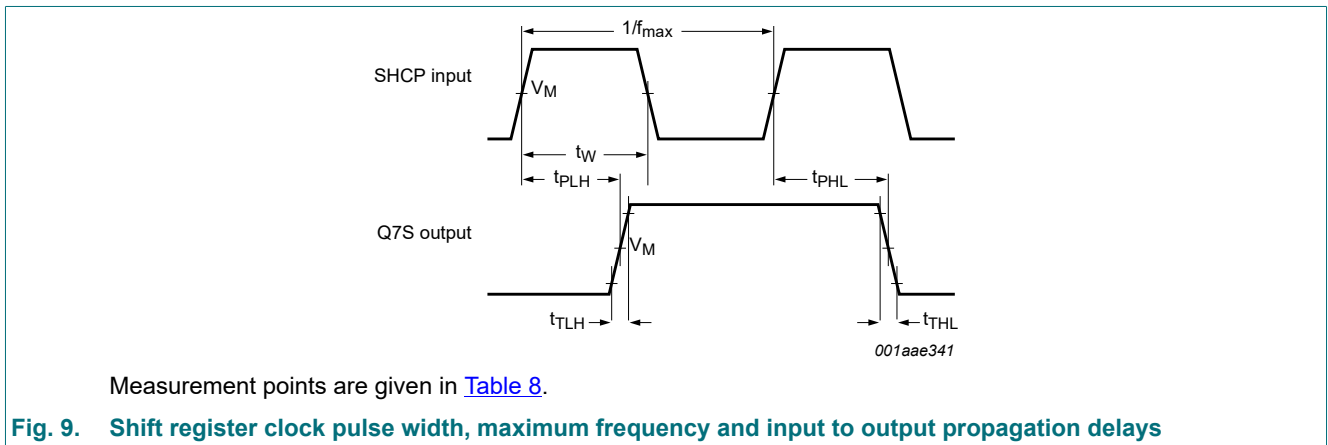 1/fmax
SHCP input
VM
tW
tPLH
tPHL
Q7S output
VM
tTLH
tTHL
001aae341
Measurement points are given in Table 8.
Fig. 9. Shift register clock pulse width, maximum frequency and input to output propagation delays